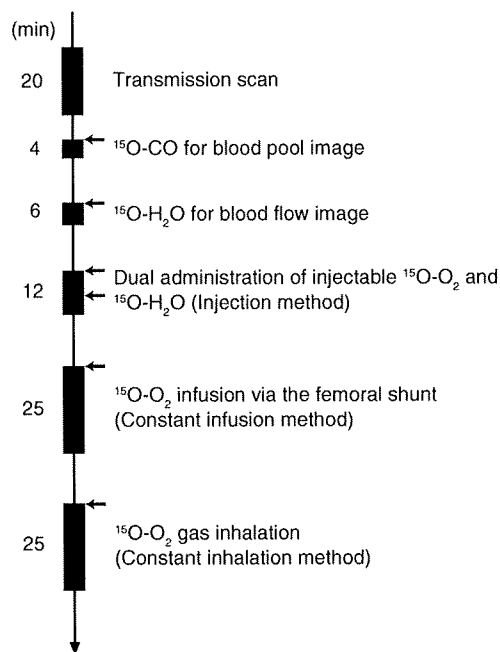 (min)
20 Transmission scan
4 ¹⁵O-CO for blood pool image
6 ¹⁵O-H₂O for blood flow image
12 Dual administration of injectable ¹⁵O-O₂ and
¹⁵O-H₂O (Injection method)
25 ¹⁵O-O₂ infusion via the femoral shunt
(Constant infusion method)
25 ¹⁵O-O₂ gas inhalation
(Constant inhalation method)